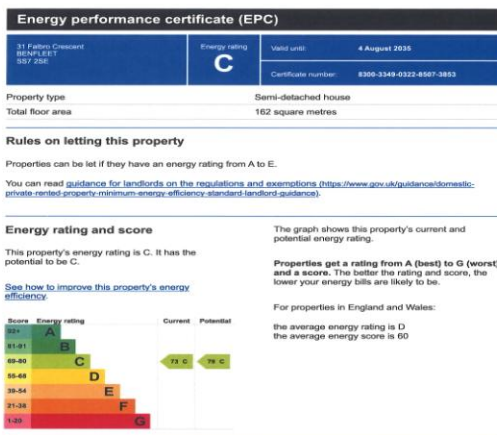 Energy performance certificate (EPC)
31 Falbro Crescent
BENFLEET
SS7 2SE
Energy rating
C
Valid until:
4 August 2035
Certificate number:
8300-3349-0322-8507-3853
Property type
Semi-detached house
Total floor area
162 square metres
Rules on letting this property
Properties can be let if they have an energy rating from A to E.
You can read guidance for landlords on the regulations and exemptions (https://www.gov.uk/guidance/domestic-
private-rented-property-minimum-energy-efficiency-standard-landlord-guidance).
Energy rating and score
This property's energy rating is C. It has the
potential to be C.
See how to improve this property's energy
efficiency.
Score Energy rating Current Potential
92+ A
81-91 B
69-80 C 73 C 79 C
55-68 D
39-54 E
21-38 F
1-20 G
The graph shows this property's current and
potential energy rating.
Properties get a rating from A (best) to G (worst)
and a score. The better the rating and score, the
lower your energy bills are likely to be.
For properties in England and Wales:
the average energy rating is D
the average energy score is 60